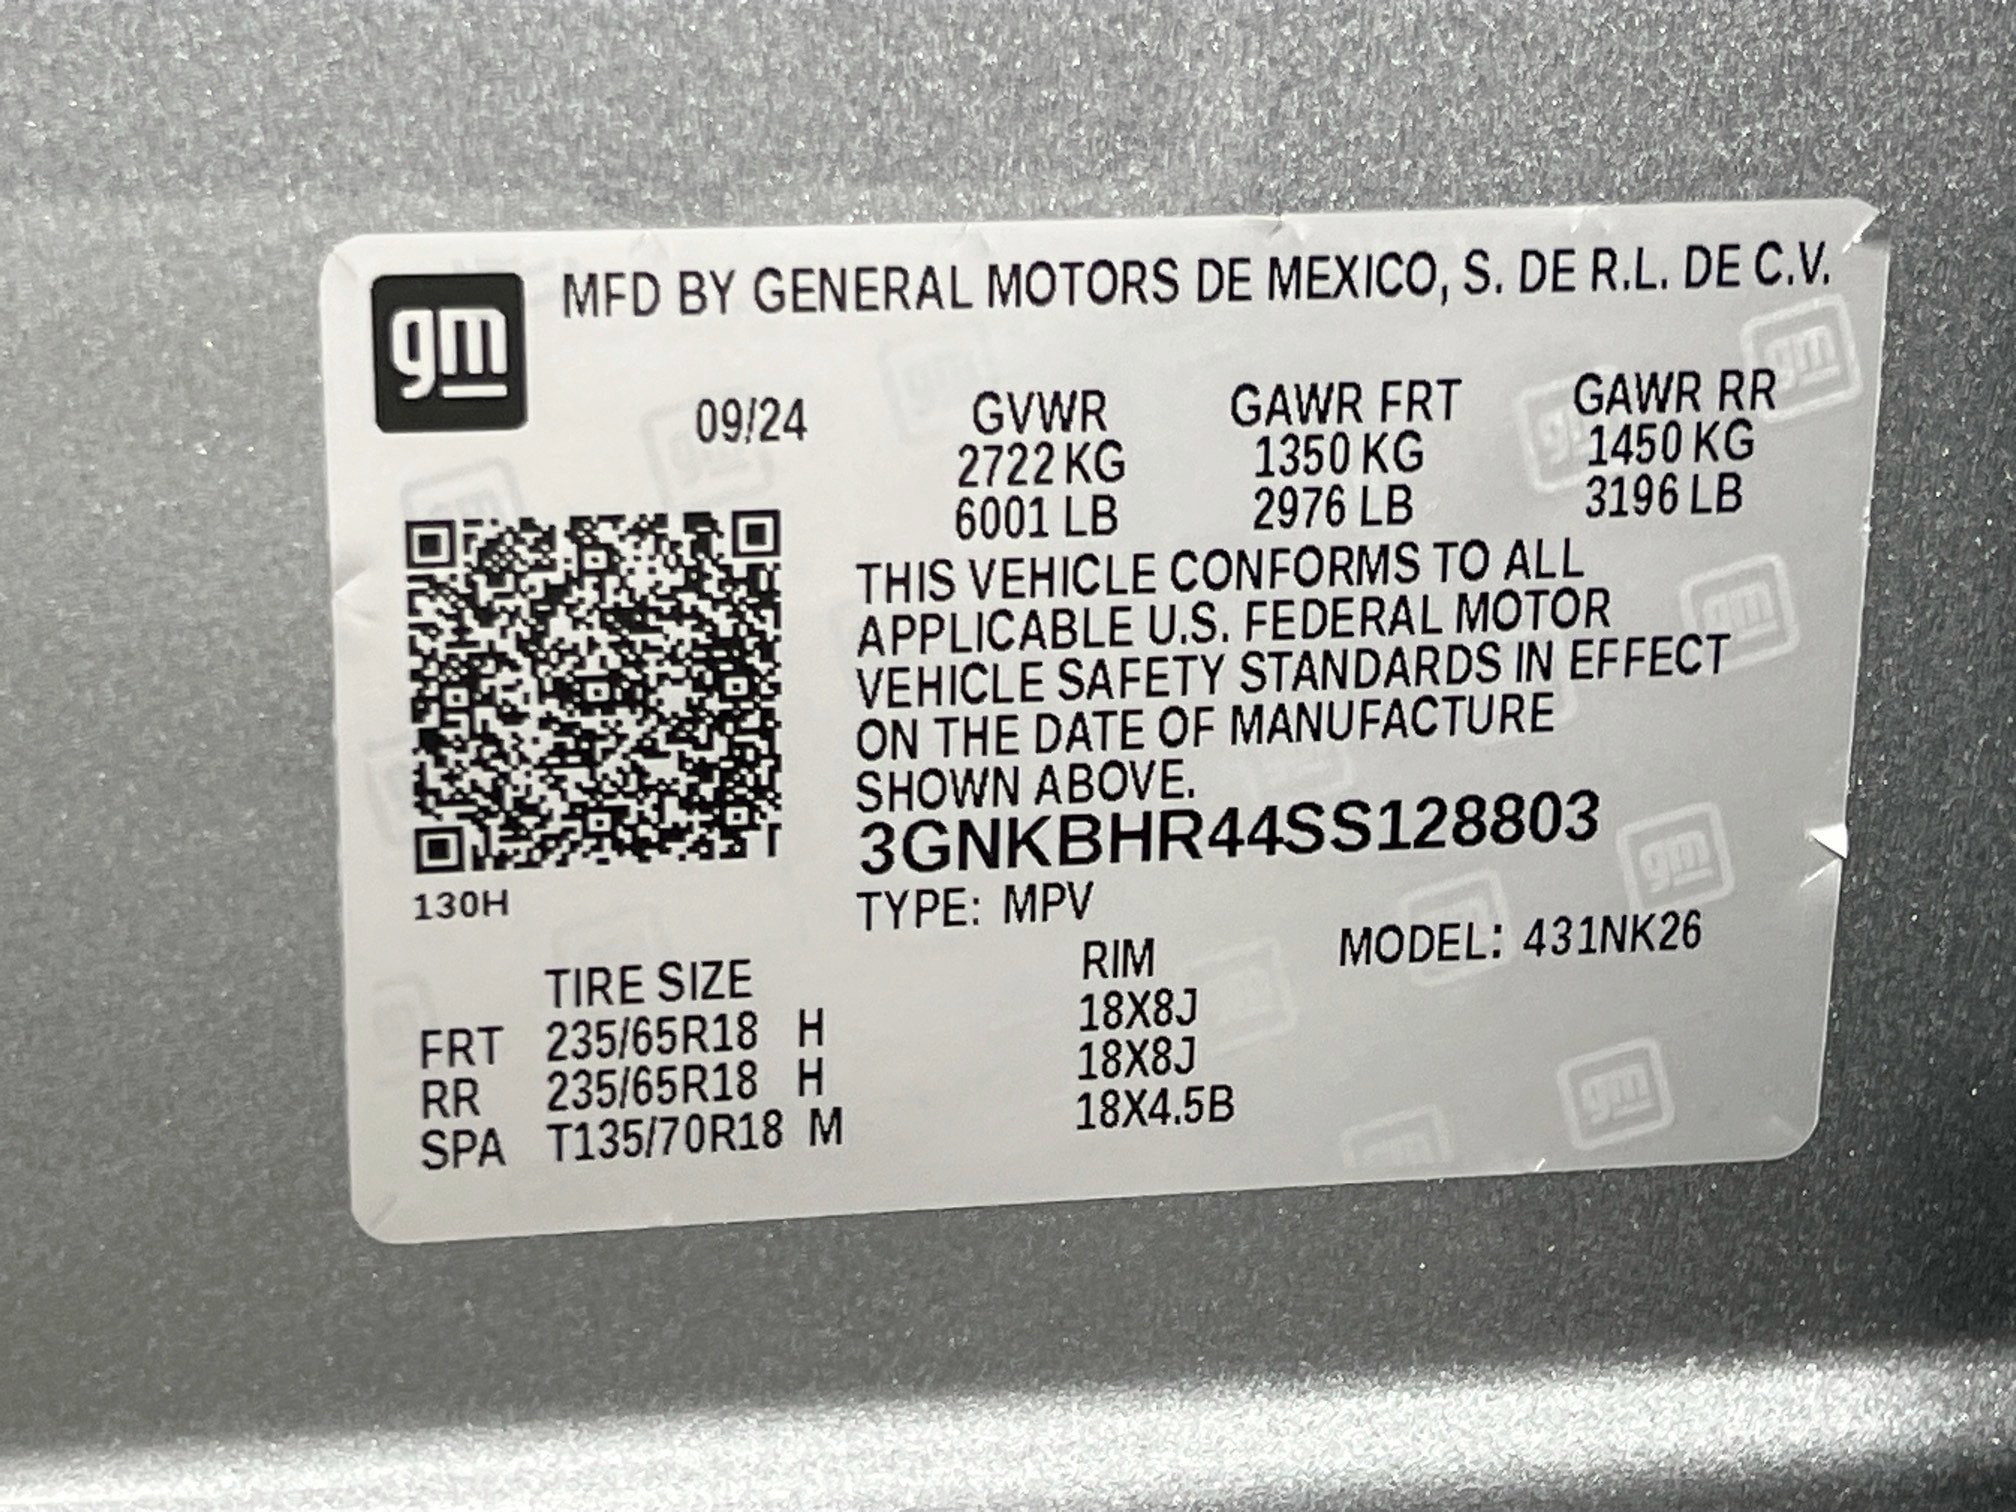 gm MFD BY GENERAL MOTORS DE MEXICO, S. DE R.L. DE C.V.
09/24 GVWR GAWR FRT GAWR RR
2722 KG 1350 KG 1450 KG
6001 LB 2976 LB 3196 LB
THIS VEHICLE CONFORMS TO ALL
APPLICABLE U.S. FEDERAL MOTOR
VEHICLE SAFETY STANDARDS IN EFFECT
ON THE DATE OF MANUFACTURE
SHOWN ABOVE.
3GNKBHR44SS128803
130H
TYPE: MPV
MODEL: 431NK26
TIRE SIZE RIM
FRT 235/65R18 H 18X8J
RR 235/65R18 H 18X8J
SPA T135/70R18 M 18X4.5B